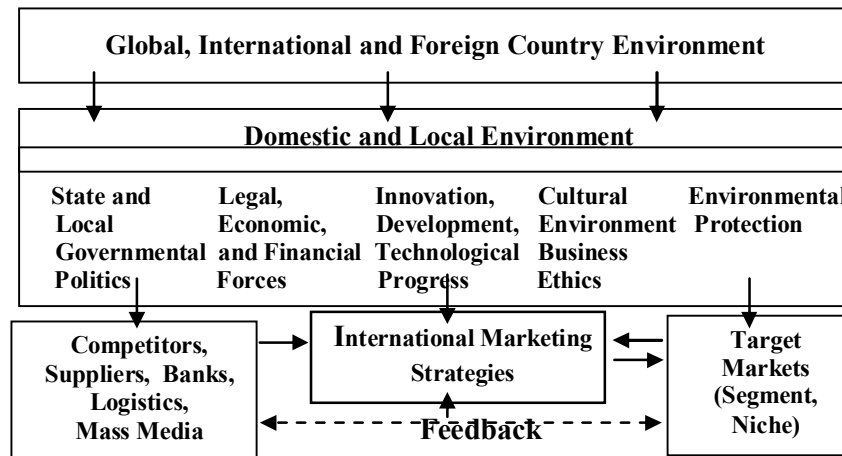 Global, International and Foreign Country Environment
Domestic and Local Environment
State and
Local
Governmental
Politics
Legal,
Economic,
and Financial
Forces
Innovation,
Development,
Technological
Progress
Cultural
Environment
Business
Ethics
Environmental
Protection
Competitors,
Suppliers, Banks,
Logistics,
Mass Media
International Marketing
Strategies
Target
Markets
(Segment,
Niche)
Feedback